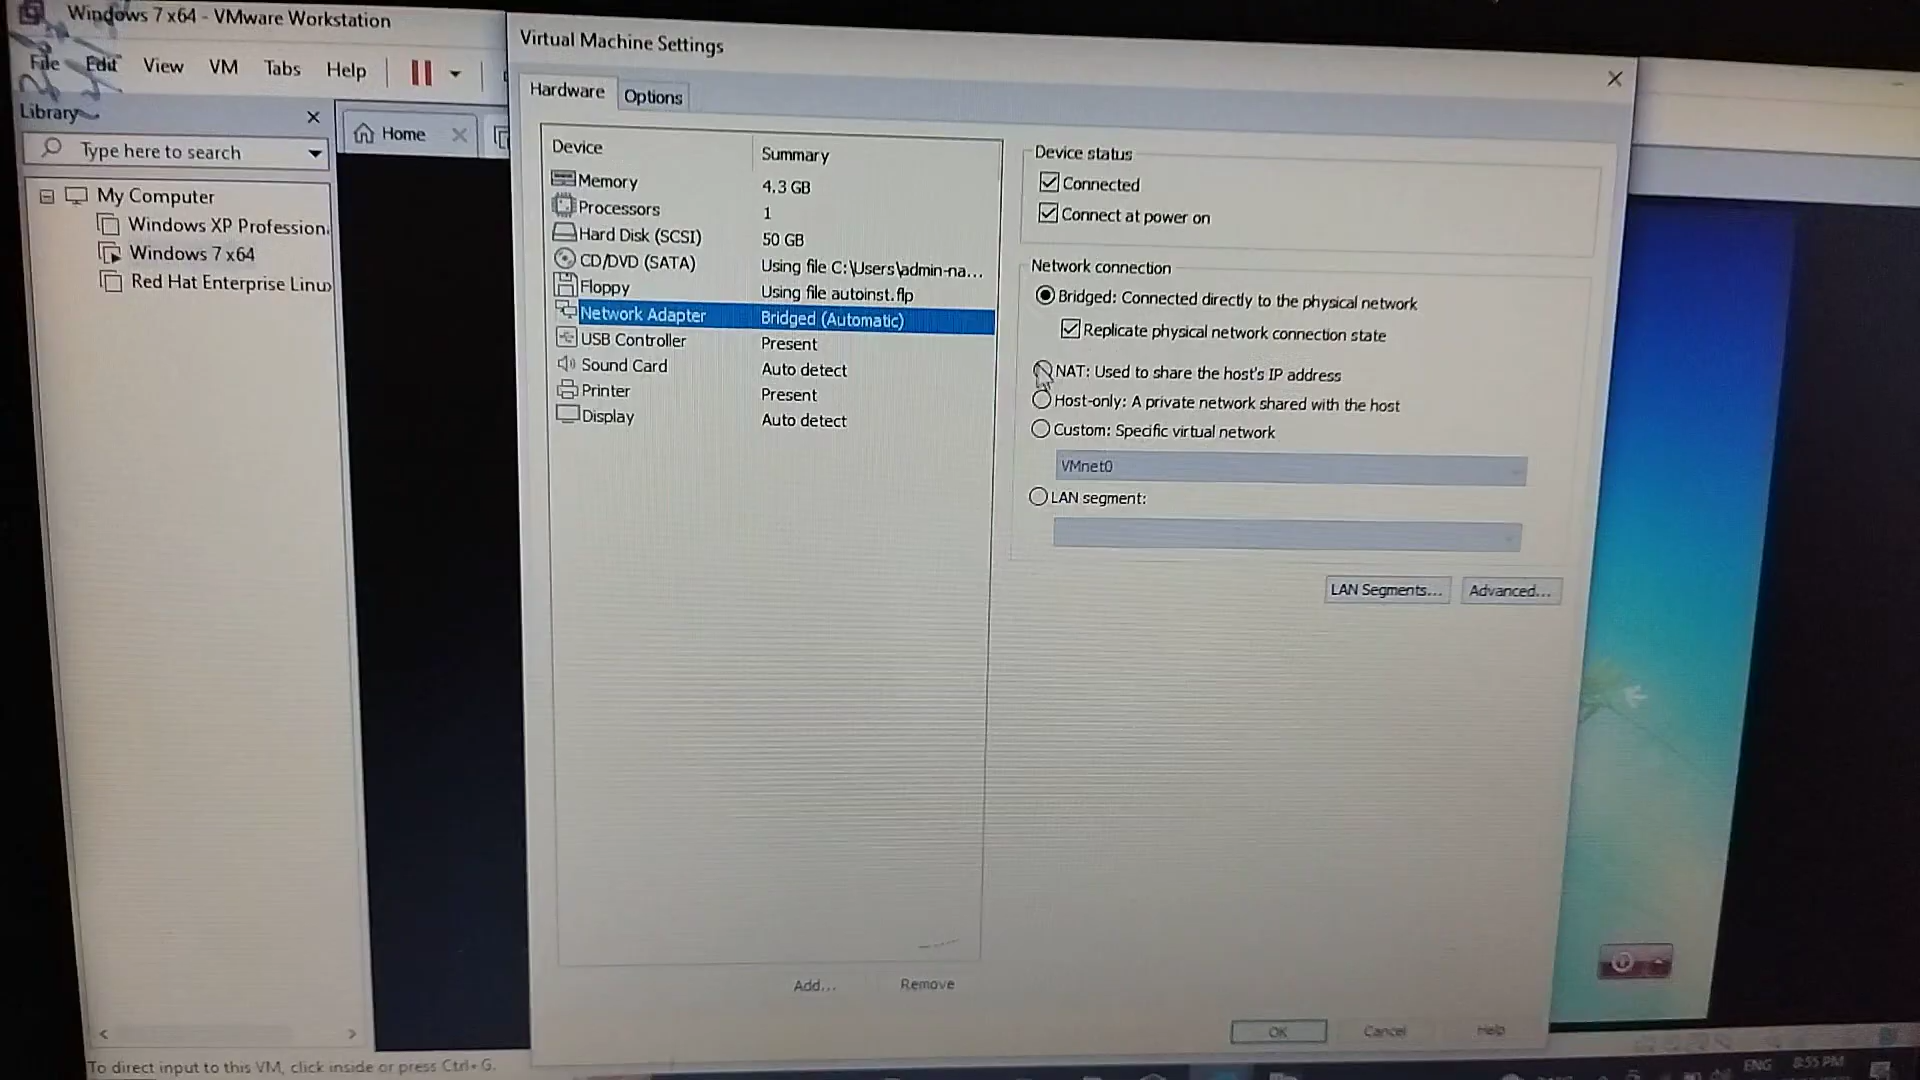 Windows 7 x64 - VMware Workstation
File Edit View VM Tabs Help
Library
Type here to search
My Computer
Windows XP Profession
Windows 7 x64
Red Hat Enterprise Linu
Home
Virtual Machine Settings
Hardware Options
Device Summary
Memory 4.3 GB
Processors 1
Hard Disk (SCSI) 50 GB
CD/DVD (SATA) Using file C:\Users\admin-na...
Floppy Using file autoinst.flp
Network Adapter Bridged (Automatic)
USB Controller Present
Sound Card Auto detect
Printer Present
Display Auto detect
Add... Remove
Device status
Connected
Connect at power on
Network connection
Bridged: Connected directly to the physical network
Replicate physical network connection state
NAT: Used to share the host's IP address
Host-only: A private network shared with the host
Custom: Specific virtual network
VMnet0
LAN segment:
LAN Segments... Advanced...
OK Cancel Help
To direct input to this VM, click inside or press Ctrl+G.
ENG 8:55 PM